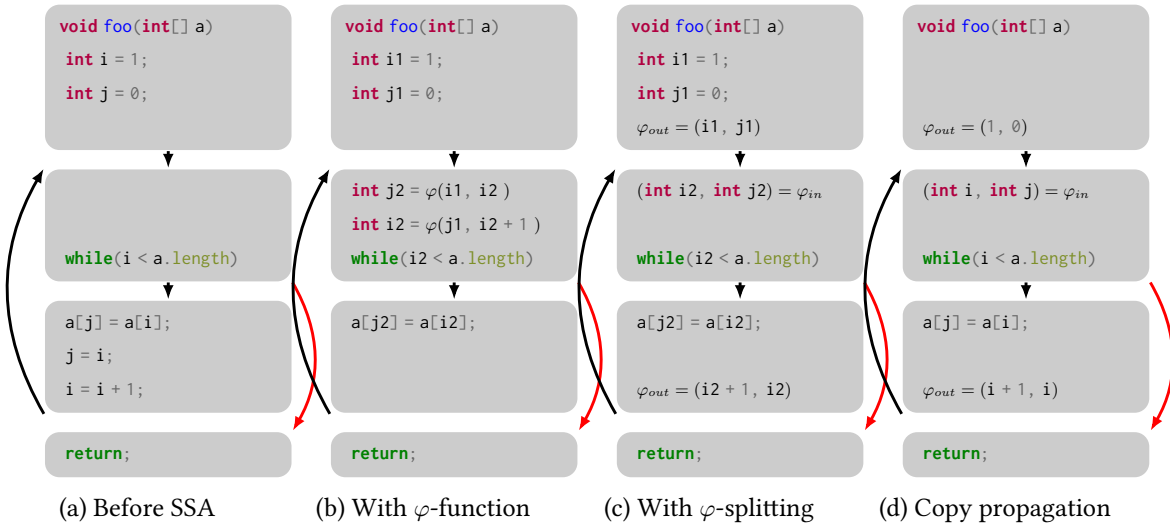 void foo(int[] a)
int i = 1;
int j = 0;
while(i < a.length)
a[j] = a[i];
j = i;
i = i + 1;
return;
(a) Before SSA
void foo(int[] a)
int i1 = 1;
int j1 = 0;
int j2 = φ(i1, i2 )
int i2 = φ(j1, i2 + 1 )
while(i2 < a.length)
a[j2] = a[i2];
return;
(b) With φ-function
void foo(int[] a)
int i1 = 1;
int j1 = 0;
φout = (i1, j1)
(int i2, int j2) = φin
while(i2 < a.length)
a[j2] = a[i2];
φout = (i2 + 1, i2)
return;
(c) With φ-splitting
void foo(int[] a)
φout = (1, 0)
(int i, int j) = φin
while(i < a.length)
a[j] = a[i];
φout = (i + 1, i)
return;
(d) Copy propagation